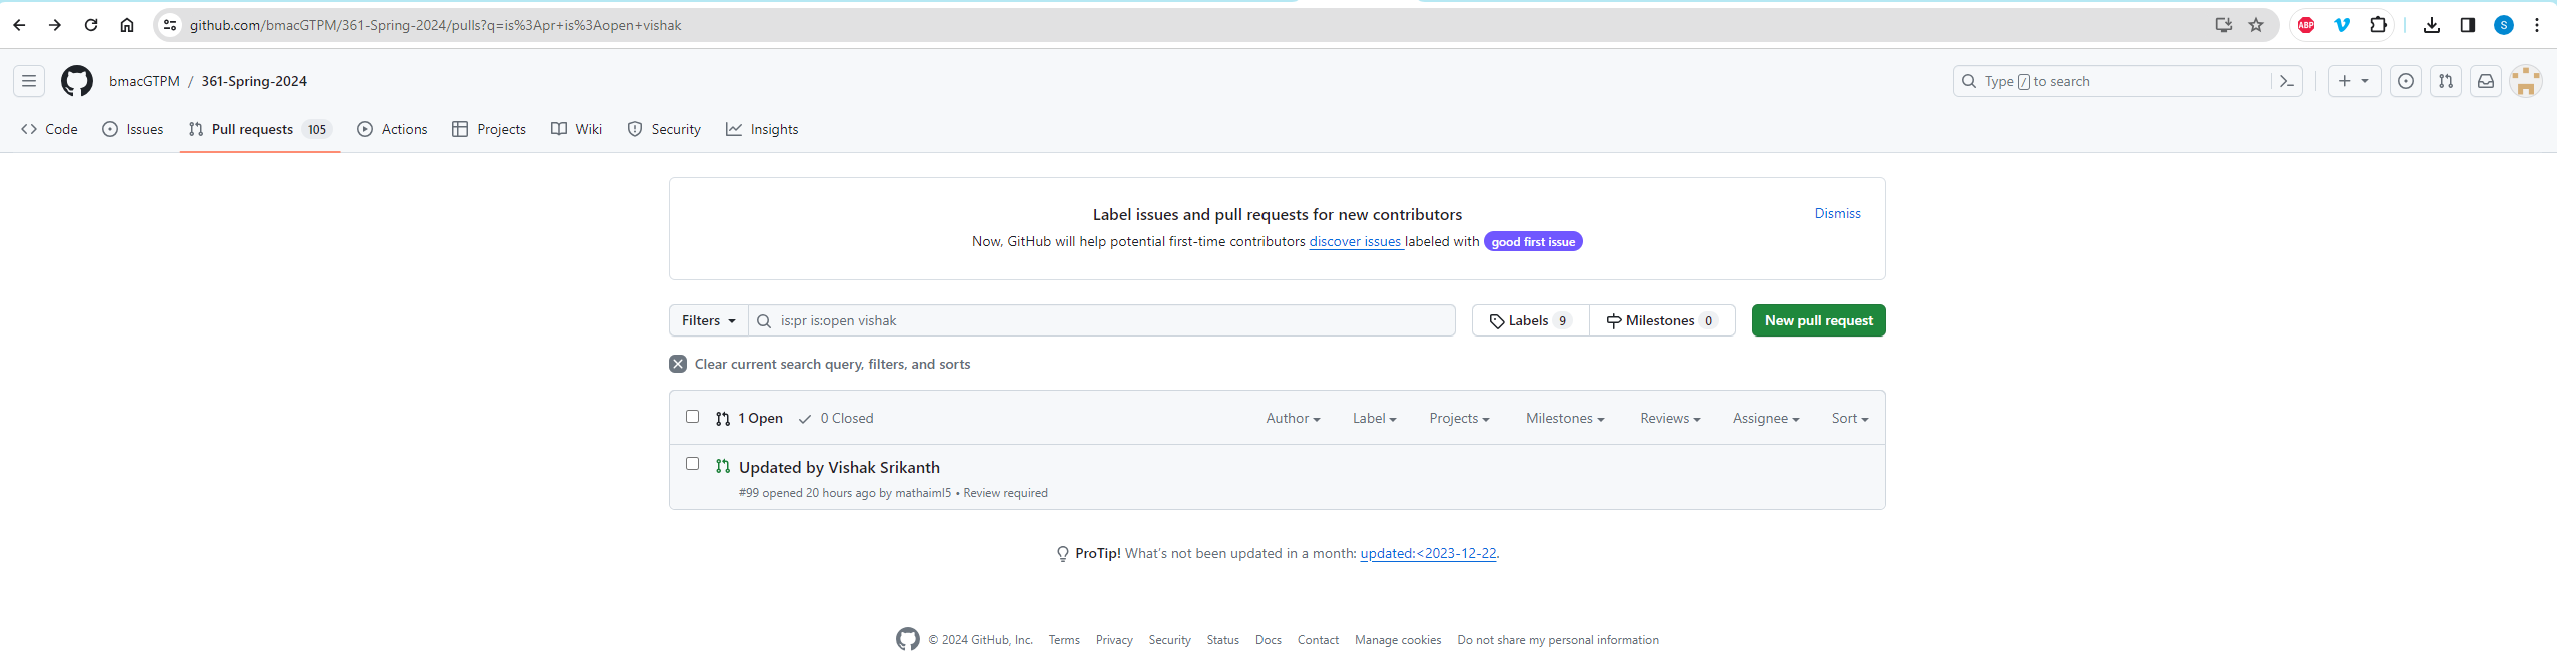 github.com/bmacGTPM/361-Spring-2024/pulls?q=is%3Apr+is%3Aopen+vishak
ABP
S
bmacGTPM / 361-Spring-2024
Type / to search
Code Issues Pull requests 105 Actions Projects Wiki Security Insights
Label issues and pull requests for new contributors
Dismiss
Now, GitHub will help potential first-time contributors discover issues labeled with good first issue
Filters is:pr is:open vishak Labels 9 Milestones 0 New pull request
Clear current search query, filters, and sorts
1 Open 0 Closed Author Label Projects Milestones Reviews Assignee Sort
Updated by Vishak Srikanth
#99 opened 20 hours ago by mathaiml5 • Review required
ProTip! What's not been updated in a month: updated:<2023-12-22.
© 2024 GitHub, Inc. Terms Privacy Security Status Docs Contact Manage cookies Do not share my personal information